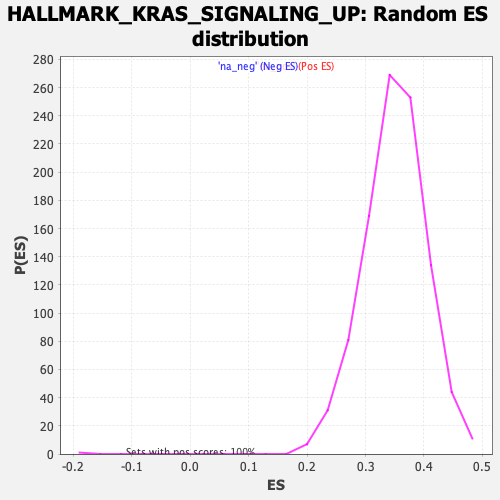 HALLMARK_KRAS_SIGNALING_UP: Random ES
distribution
'na_neg' (Neg ES)(Pos ES)
280
260
240
220
200
180
160
140
120
100
80
60
40
20
0
P(ES)
Sets with pos scores: 100%
-0.2 -0.1 0.0 0.1 0.2 0.3 0.4 0.5
ES